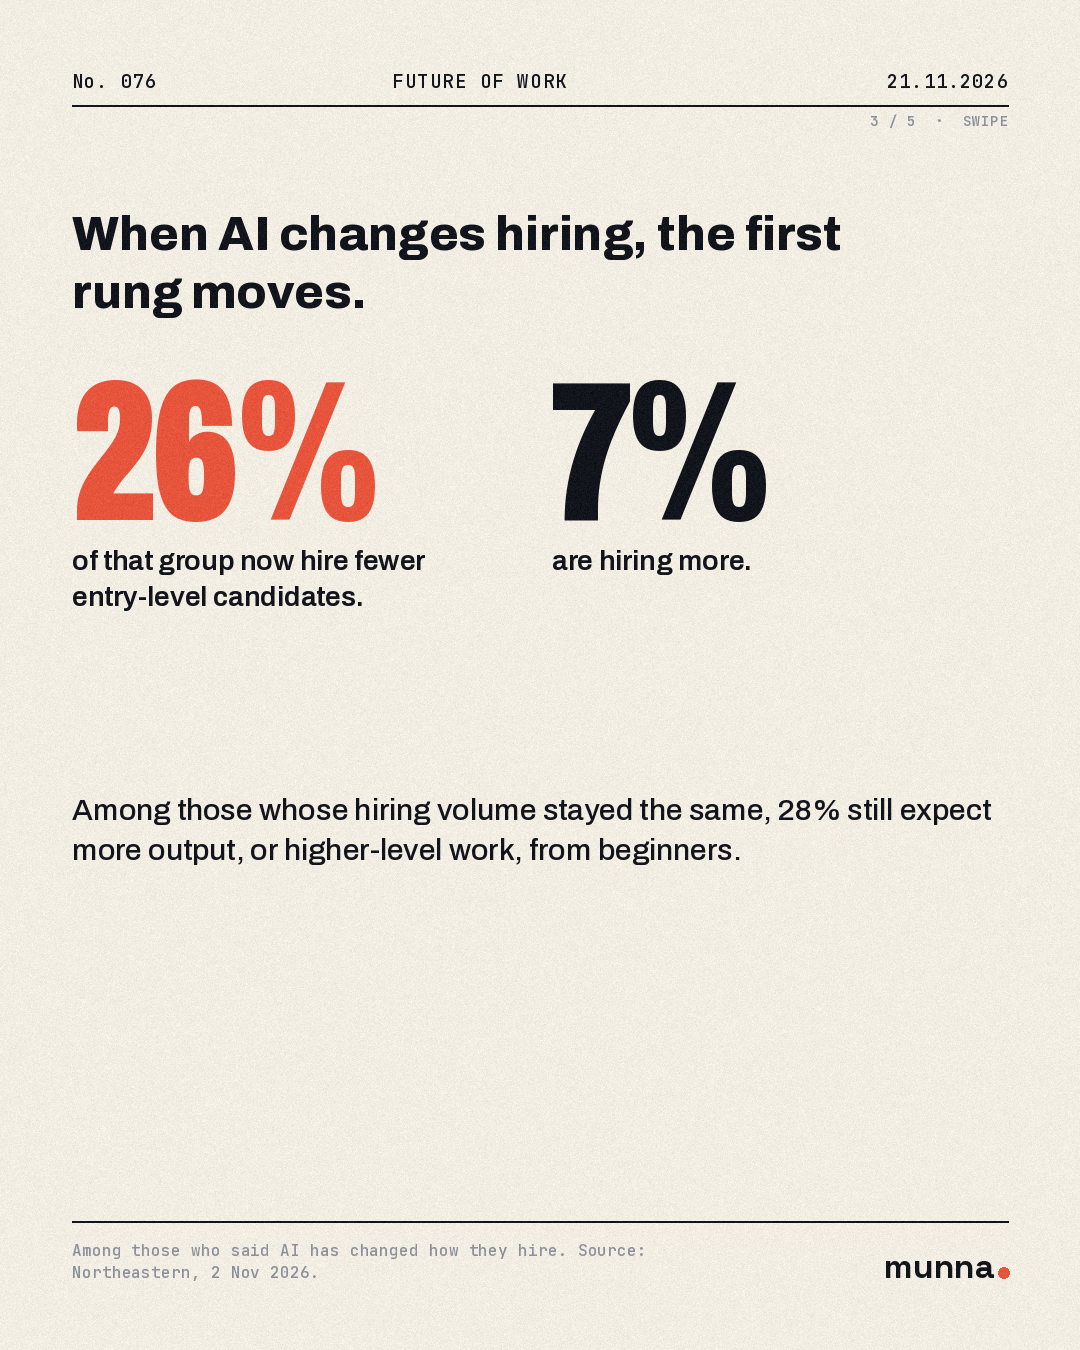 No. 076
FUTURE OF WORK
21.11.2026
3 / 5 · SWIPE
When AI changes hiring, the first
rung moves.
26%
of that group now hire fewer
entry-level candidates.
7%
are hiring more.
Among those whose hiring volume stayed the same, 28% still expect
more output, or higher-level work, from beginners.
Among those who said AI has changed how they hire. Source:
Northeastern, 2 Nov 2026.
munna.